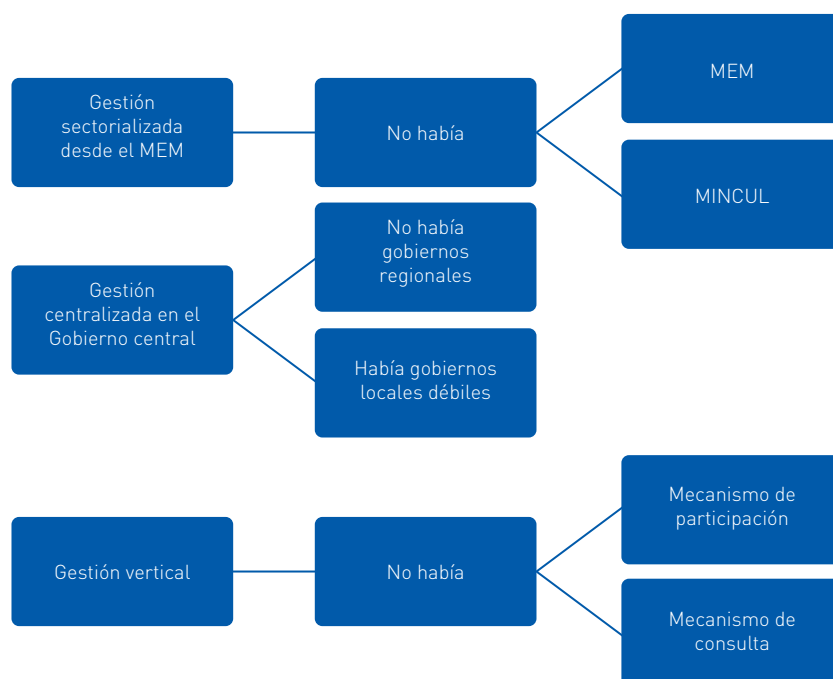 Gestión
sectorializada
desde el MEM
No había
MEM
MINCUL
Gestión
centralizada en el
Gobierno central
No había
gobiernos
regionales
Había gobiernos
locales débiles
Gestión vertical
No había
Mecanismo de
participación
Mecanismo de
consulta